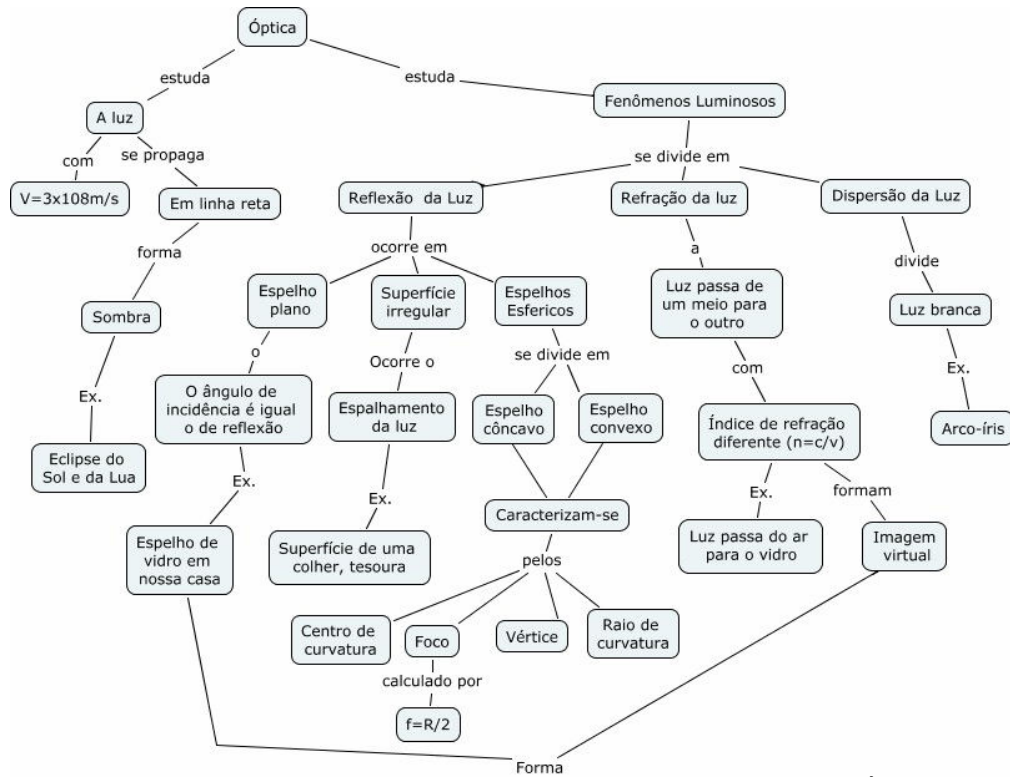 Óptica
estuda
estuda
A luz
Fenômenos Luminosos
com
se propaga
se divide em
V=3x108m/s
Em linha reta
Reflexão da Luz
Refração da luz
Dispersão da Luz
forma
ocorre em
a
divide
Sombra
Espelho
plano
Superfície
irregular
Espelhos
Esfericos
Luz passa de
um meio para
o outro
Luz branca
o
Ocorre o
se divide em
com
Ex.
Ex.
O ângulo de
incidência é igual
o de reflexão
Espalhamento
da luz
Espelho
côncavo
Espelho
convexo
Índice de refração
diferente (n=c/v)
Arco-íris
Eclipse do
Sol e da Lua
Ex.
Ex.
Caracterizam-se
Ex.
formam
Espelho de
vidro em
nossa casa
Superfície de uma
colher, tesoura
pelos
Luz passa do ar
para o vidro
Imagem
virtual
Centro de
curvatura
Foco
Vértice
Raio de
curvatura
calculado por
f=R/2
Forma